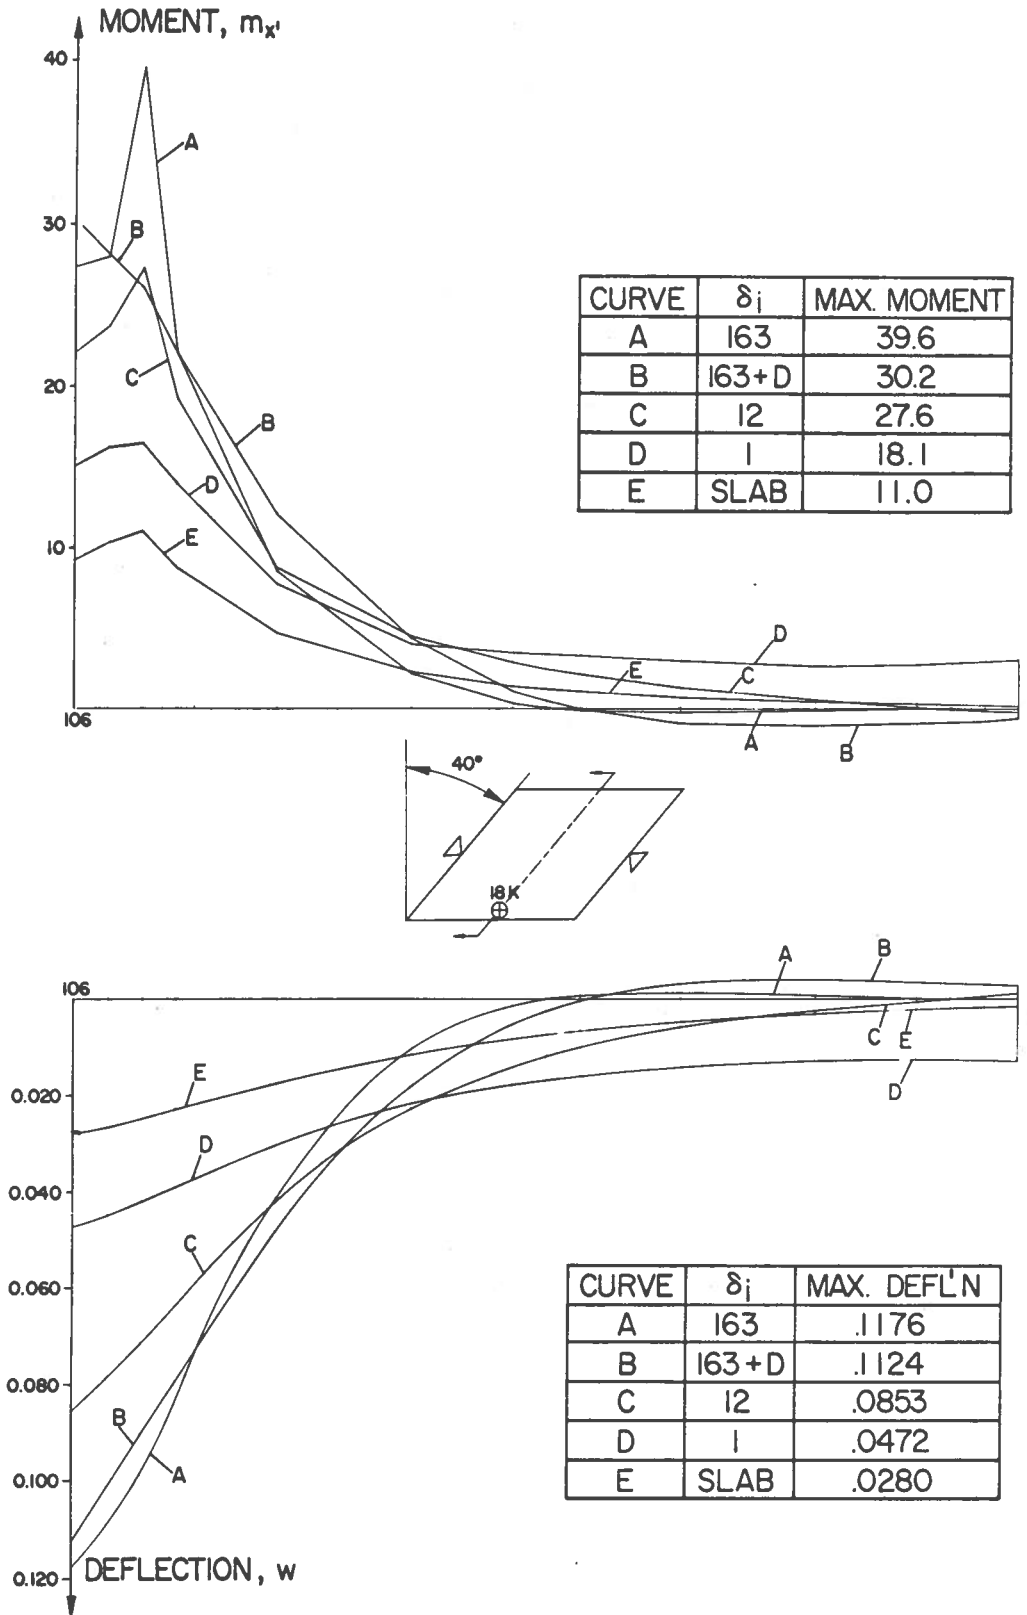 MOMENT, mx'
40
A
30
B
C
20
B
D
E
10
D
E
C
106
A
B
CURVE δi MAX. MOMENT
A 163 39.6
B 163+D 30.2
C 12 27.6
D 1 18.1
E SLAB 11.0
40°
18K
106
A
B
C
E
D
E
0.020
D
0.040
C
0.060
0.080
B
0.100
A
0.120
DEFLECTION, w
CURVE δi MAX. DEFL'N
A 163 .1176
B 163+D .1124
C 12 .0853
D 1 .0472
E SLAB .0280